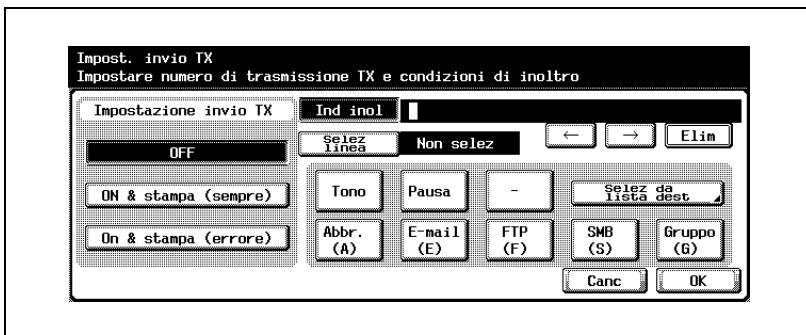 Impost. invio TX
Impostare numero di trasmissione TX e condizioni di inoltro
Impostazione invio TX
Ind inol
OFF
Selez linea
Non selez
← → Elim
ON & stampa (sempre)
Tono
Pausa
-
Selez da lista dest
On & stampa (errore)
Abbr. (A)
E-mail (E)
FTP (F)
SMB (S)
Gruppo (G)
Canc
OK